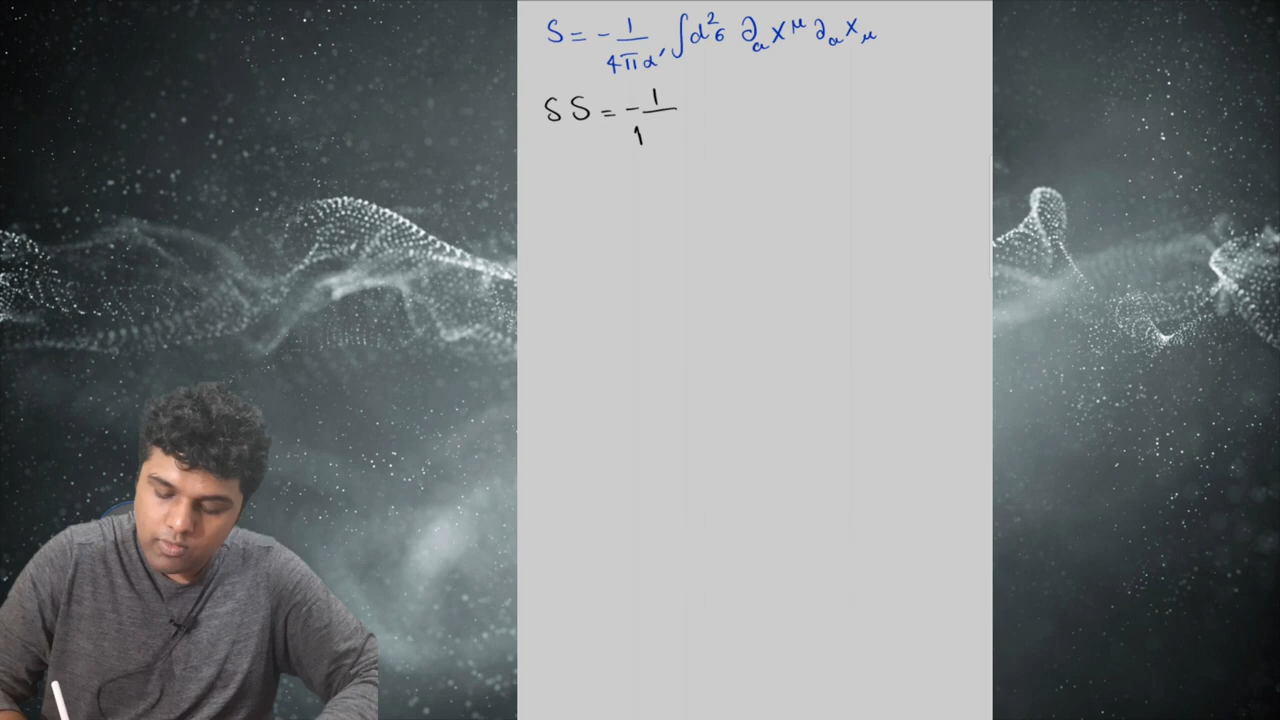 S = - 1/4πα' ∫d²σ ∂ₐX^μ ∂ₐX_μ
δS = - 1/1